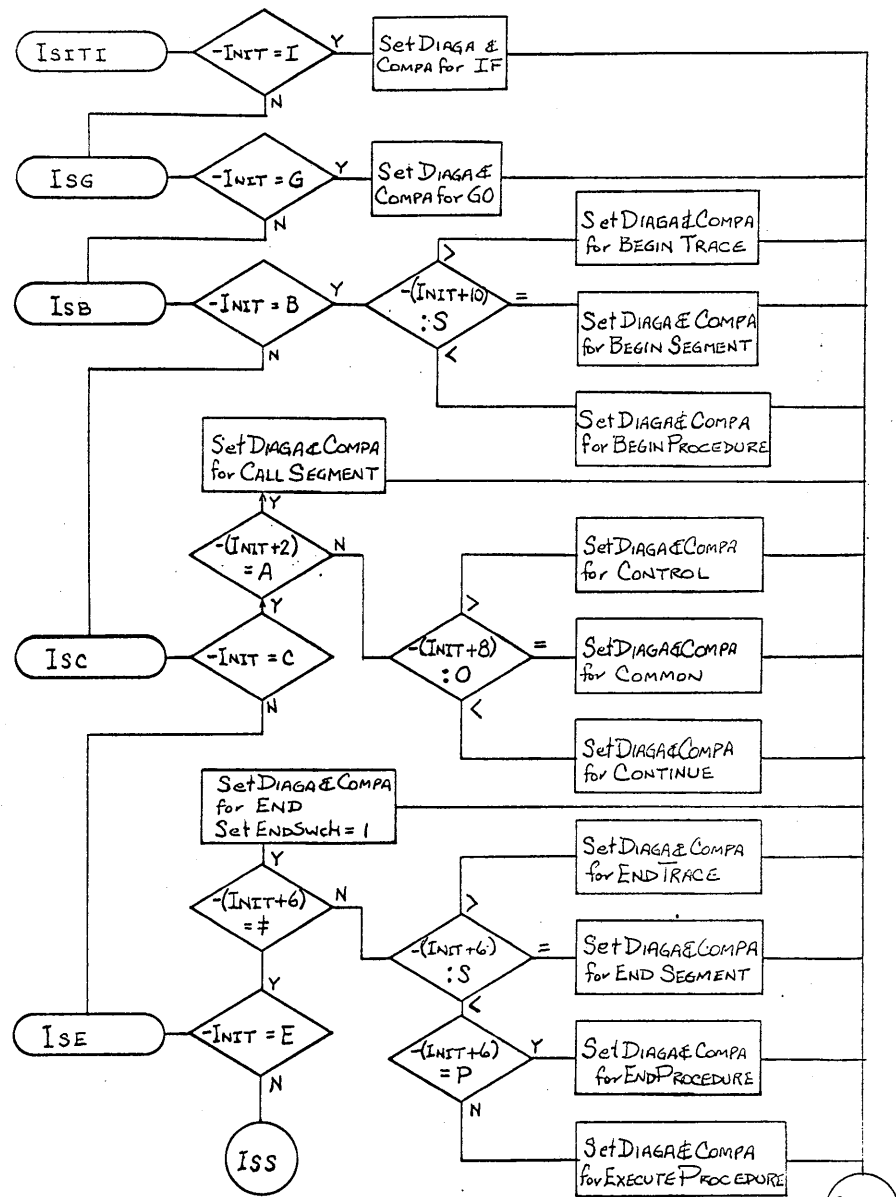 ISITI
-INIT = I
Y
Set DIAGA &
COMPA for IF
N
ISG
-INIT = G
Y
Set DIAGA &
COMPA for GO
N
ISB
-INIT = B
Y
N
>
-(INIT+10)
:S
=
<
Set DIAGA & COMPA
for BEGIN TRACE
Set DIAGA & COMPA
for BEGIN SEGMENT
Set DIAGA & COMPA
for BEGIN PROCEDURE
Set DIAGA & COMPA
for CALL SEGMENT
Y
-(INIT+2)
= A
N
Y
ISC
-INIT = C
N
>
-(INIT+8)
:O
=
<
Set DIAGA & COMPA
for CONTROL
Set DIAGA & COMPA
for COMMON
Set DIAGA & COMPA
for CONTINUE
Set DIAGA & COMPA
for END
Set ENDSWCH = 1
Y
-(INIT+6)
= ‡
N
Y
ISE
-INIT = E
N
ISS
>
-(INIT+6)
:S
=
<
-(INIT+6)
= P
Y
N
Set DIAGA & COMPA
for END TRACE
Set DIAGA & COMPA
for END SEGMENT
Set DIAGA & COMPA
for END PROCEDURE
Set DIAGA & COMPA
for EXECUTE PROCEDURE